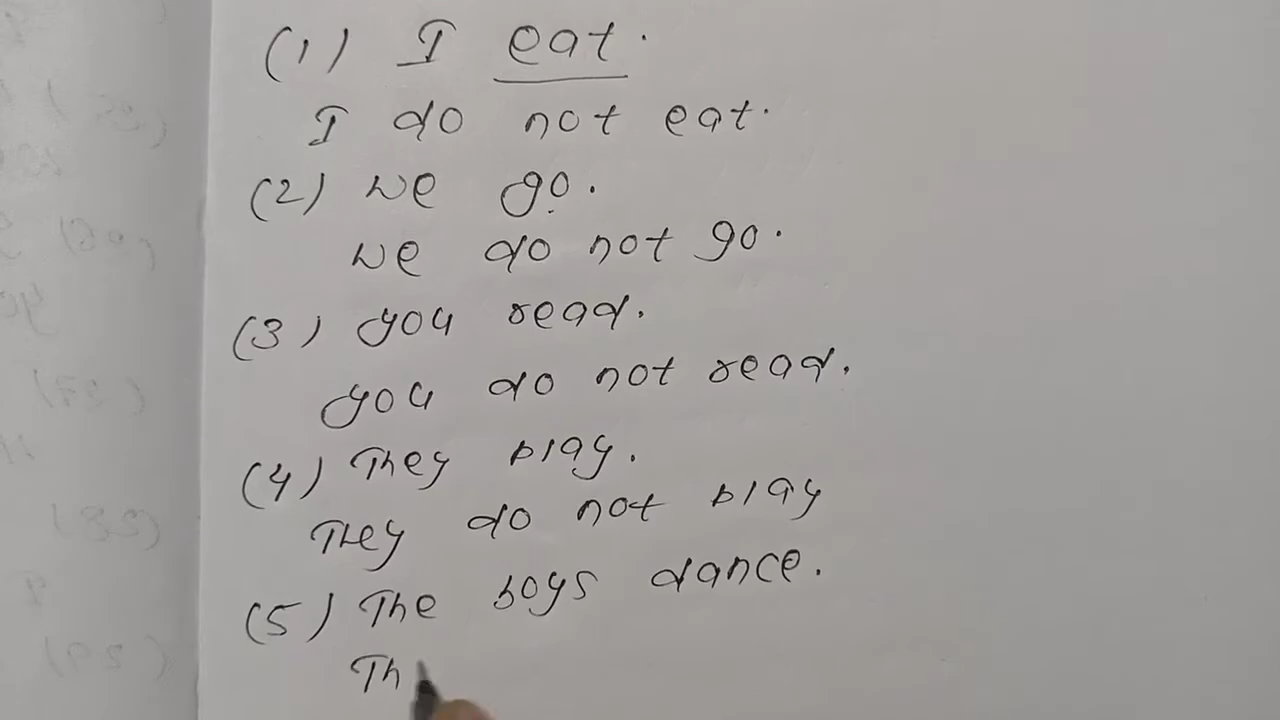 (1) I eat.
I do not eat.
(2) we go.
we do not go.
(3) you read.
you do not read.
(4) They play.
They do not play
(5) The boys dance.
Th